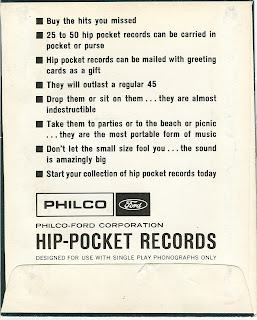 ■ Buy the hits you missed
■ 25 to 50 hip pocket records can be carried in
pocket or purse
■ Hip pocket records can be mailed with greeting
cards as a gift
■ They will outlast a regular 45
■ Drop them or sit on them . . . they are almost
indestructible
■ Take them to parties or to the beach or picnic
. . . they are the most portable form of music
■ Don't let the small size fool you . . . the sound
is amazingly big
■ Start your collection of hip pocket records today
PHILCO Ford
PHILCO-FORD CORPORATION
HIP-POCKET RECORDS
DESIGNED FOR USE WITH SINGLE PLAY PHONOGRAPHS ONLY